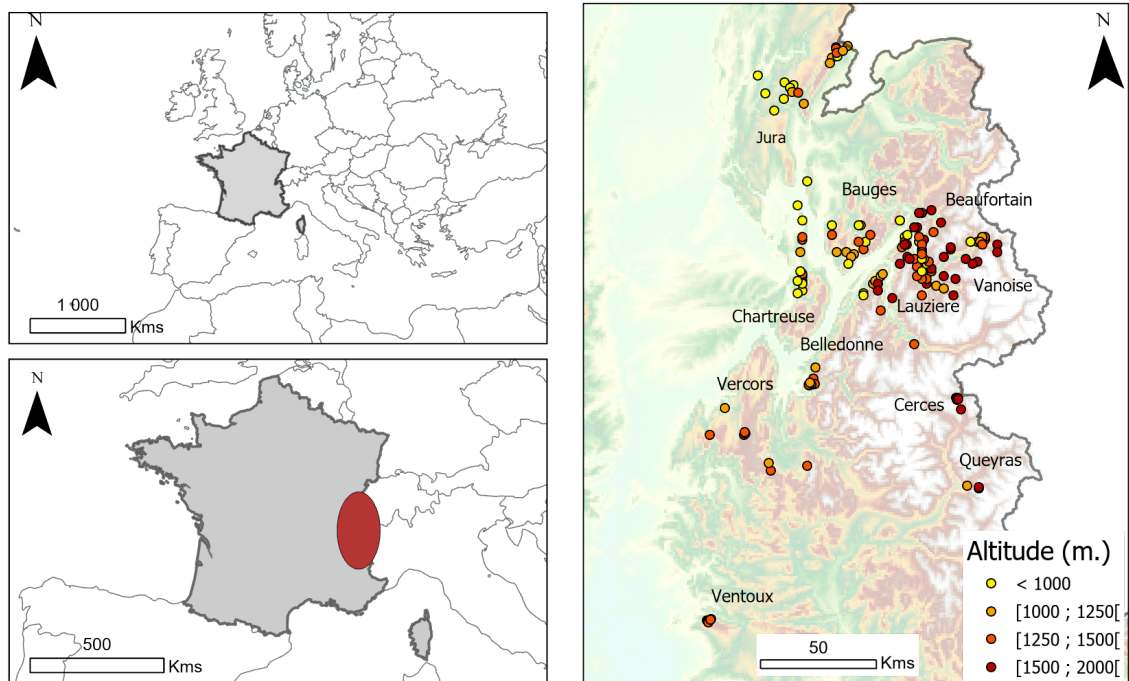 N
1 000
Kms
N
500
Kms
N
Jura
Bauges
Beaufortain
Vanoise
Lauziere
Chartreuse
Belledonne
Vercors
Cerces
Queyras
Ventoux
50
Kms
Altitude (m.)
< 1000
[1000 ; 1250[
[1250 ; 1500[
[1500 ; 2000[